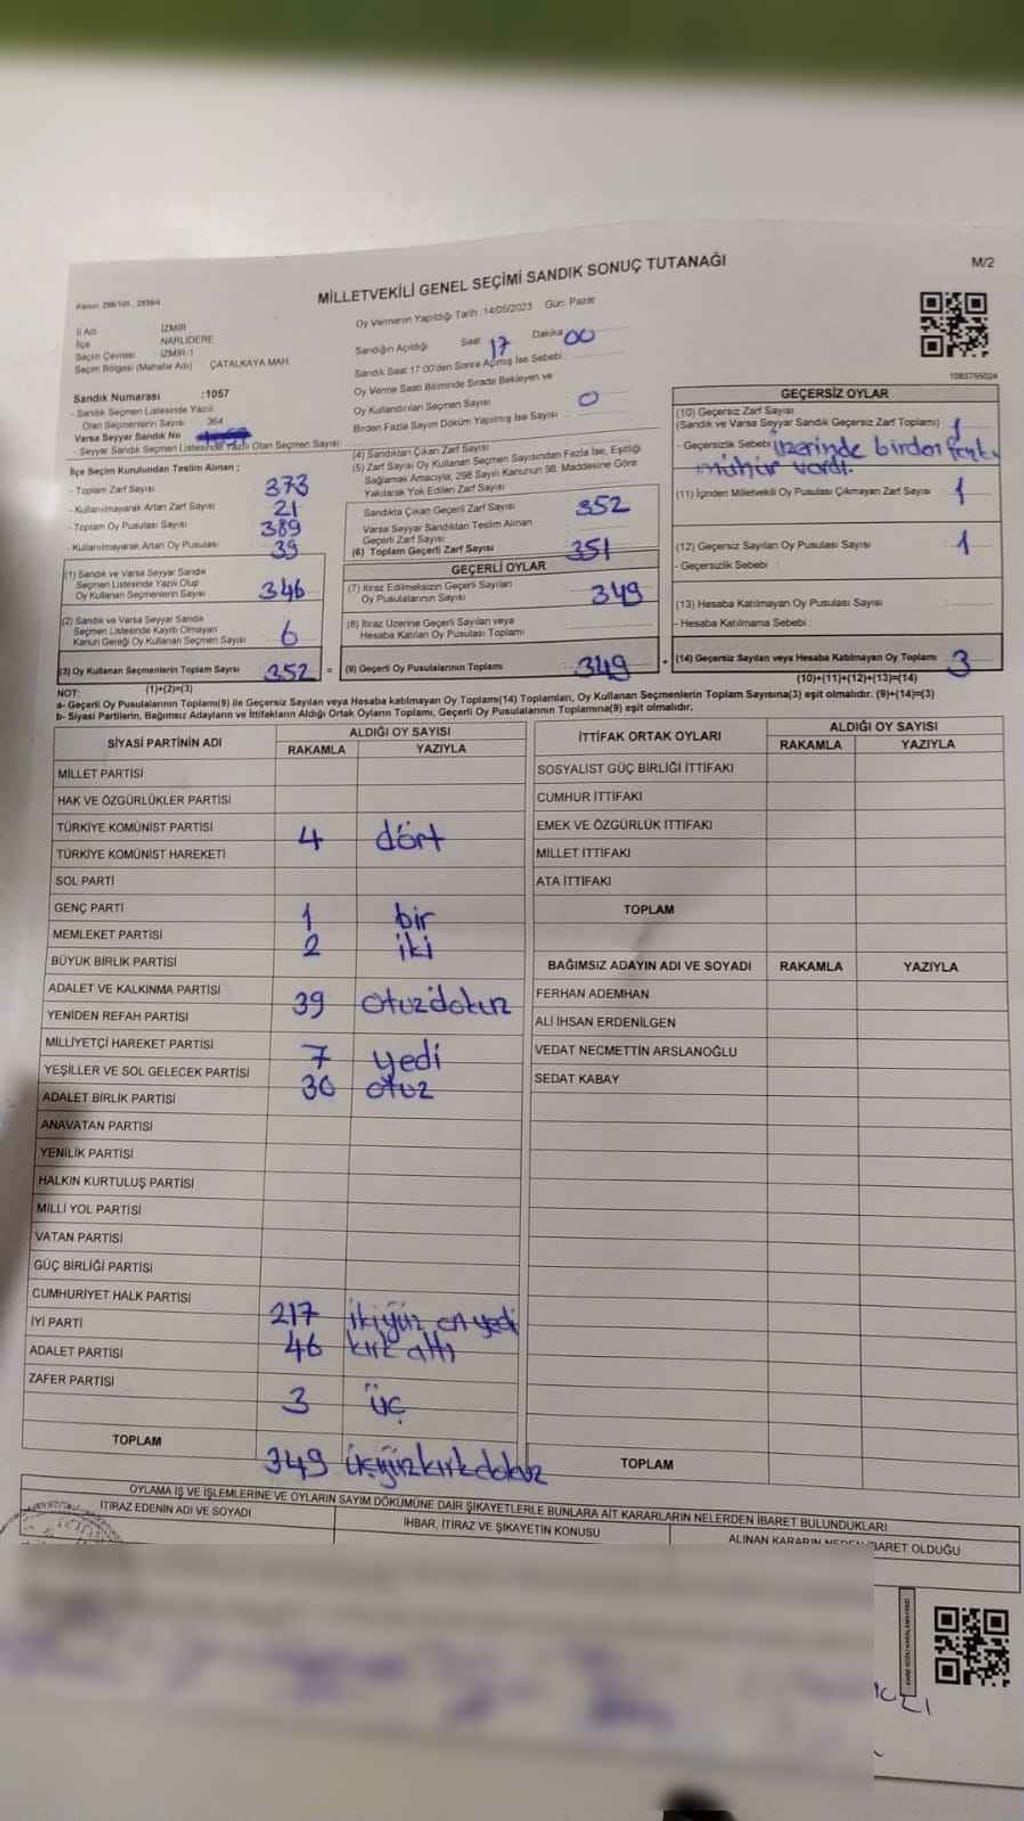 MİLLETVEKİLİ GENEL SEÇİMİ SANDIK SONUÇ TUTANAĞI
M/2
Oy Vermenin Yapıldığı Tarih :14/05/2023 Gün: Pazar
İl Adı İZMİR
İlçe NARLIDERE
Seçim Çevresi İZMİR-1
Seçim Bölgesi (Mahalle Adı) ÇATALKAYA MAH.
Sandık Numarası :1057
- Sandık Seçmen Listesinde Yazılı
Olan Seçmenlerin Sayısı 364
Varsa Seyyar Sandık No
- Seyyar Sandık Seçmen Listesinde Yazılı Olan Seçmen Sayısı
Sandığın Açıldığı Saat 17 Dakika 00
Sandık Saat 17:00'den Sonra Açılmış İse Sebebi
Oy Verme Saati Bitiminde Sırada Bekleyen ve
Oy Kullandırılan Seçmen Sayısı 0
Birden Fazla Sayım Döküm Yapılmış İse Sayısı
İlçe Seçim Kurulundan Teslim Alınan ;
- Toplam Zarf Sayısı 373
- Kullanılmayarak Artan Zarf Sayısı 21
- Toplam Oy Pusulası Sayısı 389
- Kullanılmayarak Artan Oy Pusulası 39
(1) Sandık ve Varsa Seyyar Sandık
Seçmen Listesinde Yazılı Olup
Oy Kullanan Seçmenlerin Sayısı 346
(2) Sandık ve Varsa Seyyar Sandık
Seçmen Listesinde Kayıtlı Olmayan
Kanun Gereği Oy Kullanan Seçmen Sayısı 6
(3) Oy Kullanan Seçmenlerin Toplam Sayısı 352 =
(1)+(2)=(3)
(4) Sandıktan Çıkan Zarf Sayısı
(5) Zarf Sayısı Oy Kullanan Seçmen Sayısından Fazla İse, Eşitliği
Sağlamak Amacıyla; 298 Sayılı Kanunun 98. Maddesine Göre
Yakılarak Yok Edilen Zarf Sayısı
Sandıkta Çıkan Geçerli Zarf Sayısı 352
Varsa Seyyar Sandıktan Teslim Alınan
Geçerli Zarf Sayısı
(6) Toplam Geçerli Zarf Sayısı 351
GEÇERLİ OYLAR
(7) İtiraz Edilmeksizin Geçerli Sayılan
Oy Pusulalarının Sayısı 349
(8) İtiraz Üzerine Geçerli Sayılan veya
Hesaba Katılan Oy Pusulası Toplamı
(9) Geçerli Oy Pusulalarının Toplamı 349 +
GEÇERSİZ OYLAR
(10) Geçersiz Zarf Sayısı
(Sandık ve Varsa Seyyar Sandık Geçersiz Zarf Toplamı) 1
- Geçersizlik Sebebi üzerinde birden fazla
mühür vardı.
(11) İçinden Milletvekili Oy Pusulası Çıkmayan Zarf Sayısı 1
(12) Geçersiz Sayılan Oy Pusulası Sayısı 1
- Geçersizlik Sebebi :
(13) Hesaba Katılmayan Oy Pusulası Sayısı
- Hesaba Katılmama Sebebi :
(14) Geçersiz Sayılan veya Hesaba Katılmayan Oy Toplamı 3
(10)+(11)+(12)+(13)=(14)
NOT:
a- Geçerli Oy Pusulalarının Toplamı(9) ile Geçersiz Sayılan veya Hesaba katılmayan Oy Toplamı(14) Toplamları, Oy Kullanan Seçmenlerin Toplam Sayısına(3) eşit olmalıdır. (9)+(14)=(3)
b- Siyasi Partilerin, Bağımsız Adayların ve İttifakların Aldığı Ortak Oyların Toplamı, Geçerli Oy Pusulalarının Toplamına(9) eşit olmalıdır.
SİYASİ PARTİNİN ADI ALDIĞI OY SAYISI
RAKAMLA YAZIYLA
MİLLET PARTİSİ
HAK VE ÖZGÜRLÜKLER PARTİSİ
TÜRKİYE KOMÜNİST PARTİSİ
TÜRKİYE KOMÜNİST HAREKETİ 4 dört
SOL PARTİ
GENÇ PARTİ
MEMLEKET PARTİSİ 1 bir
BÜYÜK BİRLİK PARTİSİ 2 iki
ADALET VE KALKINMA PARTİSİ
YENİDEN REFAH PARTİSİ 39 otuzdokuz
MİLLİYETÇİ HAREKET PARTİSİ
YEŞİLLER VE SOL GELECEK PARTİSİ 7 yedi
ADALET BİRLİK PARTİSİ 30 otuz
ANAVATAN PARTİSİ
YENİLİK PARTİSİ
HALKIN KURTULUŞ PARTİSİ
MİLLİ YOL PARTİSİ
VATAN PARTİSİ
GÜÇ BİRLİĞİ PARTİSİ
CUMHURİYET HALK PARTİSİ
İYİ PARTİ 217 ikiyüz on yedi
ADALET PARTİSİ 46 kırk altı
ZAFER PARTİSİ
3 üç
TOPLAM 349 üçyüzkırkdokuz
İTTİFAK ORTAK OYLARI ALDIĞI OY SAYISI
RAKAMLA YAZIYLA
SOSYALİST GÜÇ BİRLİĞİ İTTİFAKI
CUMHUR İTTİFAKI
EMEK VE ÖZGÜRLÜK İTTİFAKI
MİLLET İTTİFAKI
ATA İTTİFAKI
TOPLAM
BAĞIMSIZ ADAYIN ADI VE SOYADI RAKAMLA YAZIYLA
FERHAN ADEMHAN
ALİ İHSAN ERDENİLGEN
VEDAT NECMETTİN ARSLANOĞLU
SEDAT KABAY
TOPLAM
OYLAMA İŞ VE İŞLEMLERİNE VE OYLARIN SAYIM DÖKÜMÜNE DAİR ŞİKAYETLERLE BUNLARA AİT KARARLARIN NELERDEN İBARET BULUNDUKLARI
İTİRAZ EDENİN ADI VE SOYADI
İHBAR, İTİRAZ VE ŞİKAYETİN KONUSU
ALINAN KARARIN İBARET OLDUĞU